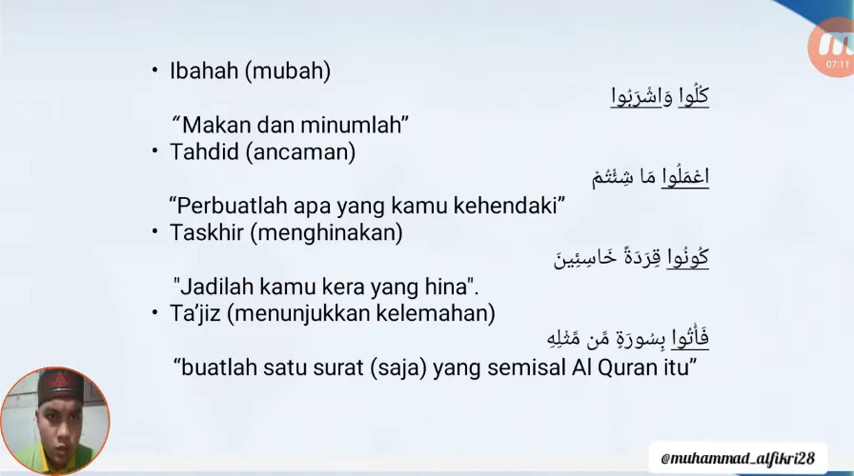 • Ibahah (mubah)
كُلُوا وَاشْرَبُوا
“Makan dan minumlah”
• Tahdid (ancaman)
اعْمَلُوا مَا شِئْتُمْ
“Perbuatlah apa yang kamu kehendaki”
• Taskhir (menghinakan)
كُونُوا قِرَدَةً خَاسِئِينَ
"Jadilah kamu kera yang hina".
• Ta’jiz (menunjukkan kelemahan)
فَأْتُوا بِسُورَةٍ مَّن مَّثْلِهِ
“buatlah satu surat (saja) yang semisal Al Quran itu”
07:11
@muhammad_alfikri28